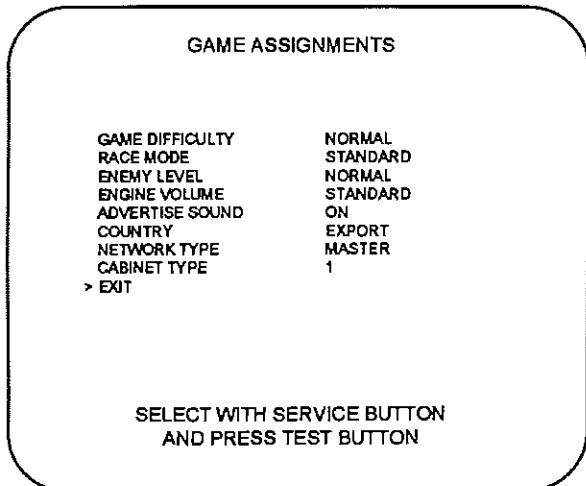 GAME ASSIGNMENTS
GAME DIFFICULTY NORMAL
RACE MODE STANDARD
ENEMY LEVEL NORMAL
ENGINE VOLUME STANDARD
ADVERTISE SOUND ON
COUNTRY EXPORT
NETWORK TYPE MASTER
CABINET TYPE 1
> EXIT
SELECT WITH SERVICE BUTTON
AND PRESS TEST BUTTON